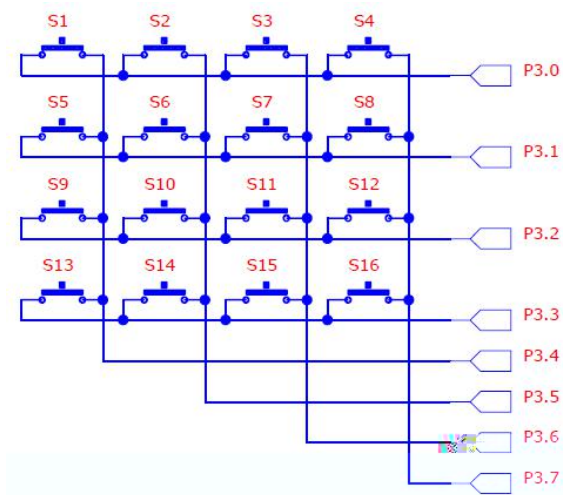 S1 S2 S3 S4
P3.0
S5 S6 S7 S8
P3.1
S9 S10 S11 S12
P3.2
S13 S14 S15 S16
P3.3
P3.4
P3.5
P3.6
P3.7